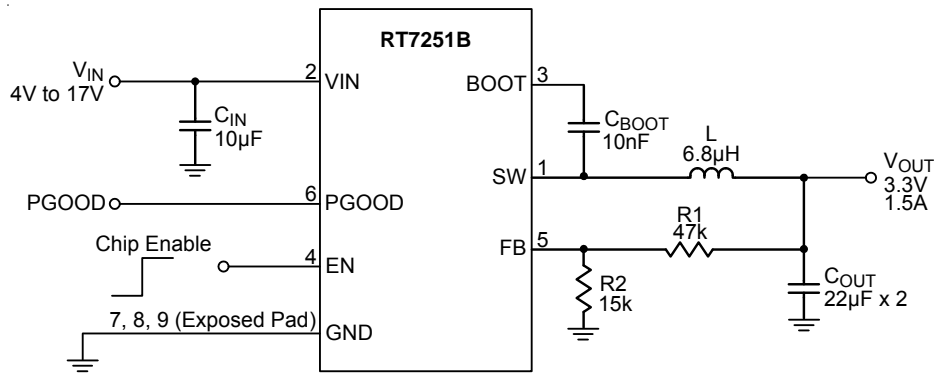 RT7251B
VIN
4V to 17V
2
VIN
CIN
10µF
BOOT
3
CBOOT
10nF
L
6.8µH
SW
1
VOUT
3.3V
1.5A
PGOOD
6
PGOOD
R1
47k
FB
5
Chip Enable
4
EN
R2
15k
COUT
22µF x 2
7, 8, 9 (Exposed Pad)
GND